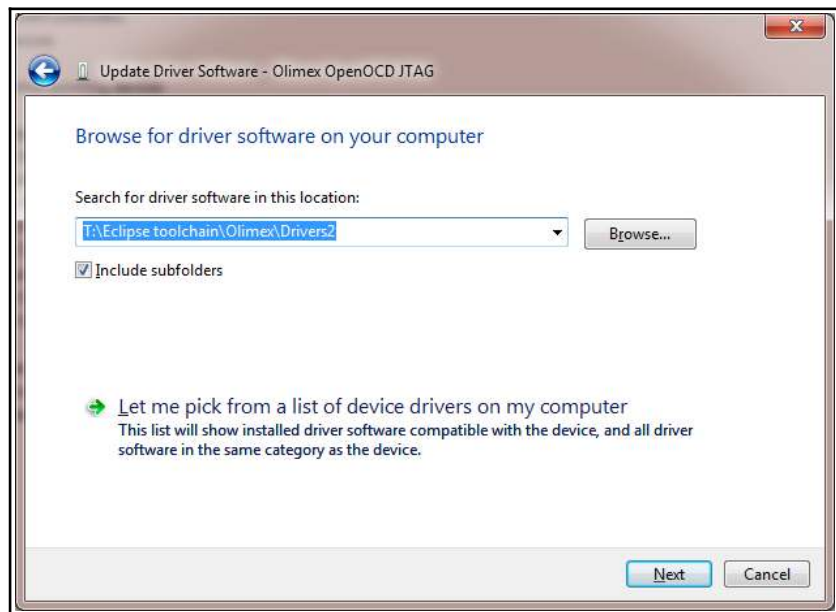 Update Driver Software - Olimex OpenOCD JTAG
Browse for driver software on your computer
Search for driver software in this location:
T:\Eclipse toolchain\Olimex\Drivers2
Browse...
Include subfolders
Let me pick from a list of device drivers on my computer
This list will show installed driver software compatible with the device, and all driver
software in the same category as the device.
Next
Cancel